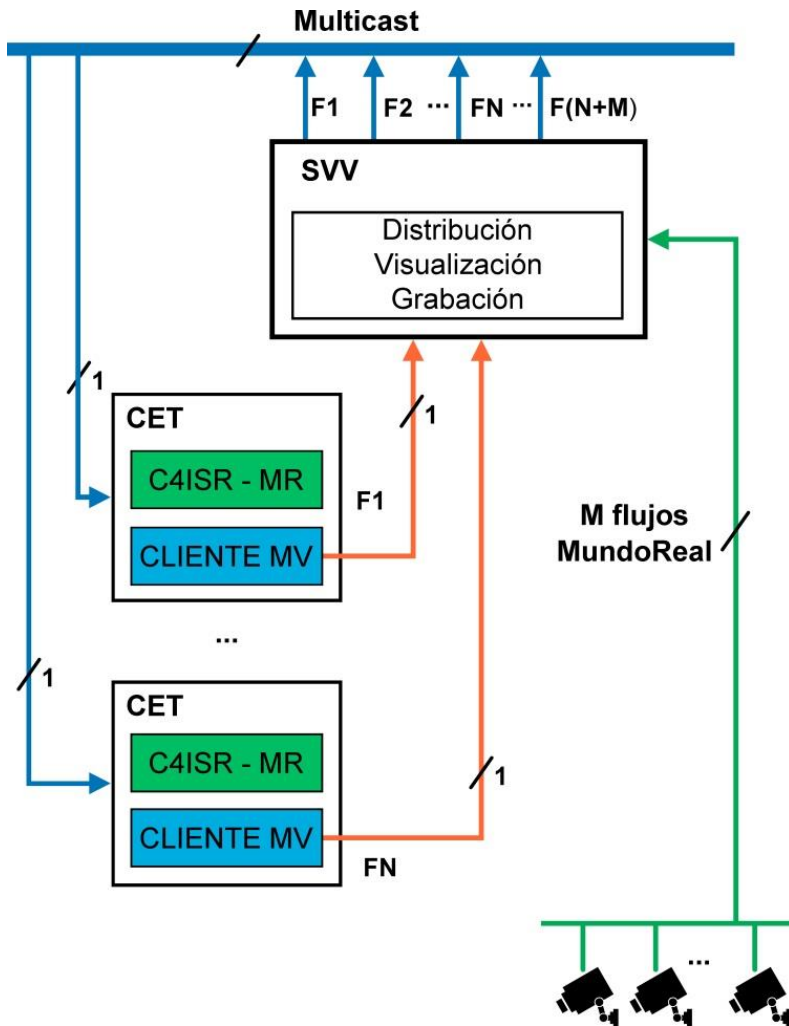 Multicast
F1 F2 ... FN ... F(N+M)
SVV
Distribución
Visualización
Grabación
1
CET
C4ISR - MR
CLIENTE MV
F1
1
...
M flujos
MundoReal
1
CET
C4ISR - MR
CLIENTE MV
FN
1
...